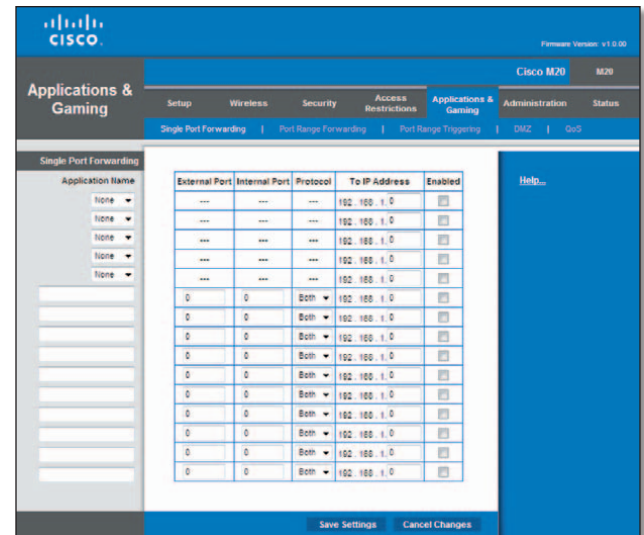 CISCO
Firmware Version: v1.0.00
Cisco M20 M20
Applications & Gaming
Setup Wireless Security Access Restrictions Applications & Gaming Administration Status
Single Port Forwarding | Port Range Forwarding | Port Range Triggering | DMZ | QoS
Single Port Forwarding
Application Name External Port Internal Port Protocol To IP Address Enabled
Help...
None --- --- --- 192 . 168 . 1. 0
None --- --- --- 192 . 168 . 1. 0
None --- --- --- 192 . 168 . 1. 0
None --- --- --- 192 . 168 . 1. 0
None --- --- --- 192 . 168 . 1. 0
0 0 Both 192 . 168 . 1. 0
0 0 Both 192 . 168 . 1. 0
0 0 Both 192 . 168 . 1. 0
0 0 Both 192 . 168 . 1. 0
0 0 Both 192 . 168 . 1. 0
0 0 Both 192 . 168 . 1. 0
0 0 Both 192 . 168 . 1. 0
0 0 Both 192 . 168 . 1. 0
0 0 Both 192 . 168 . 1. 0
0 0 Both 192 . 168 . 1. 0
Save Settings Cancel Changes